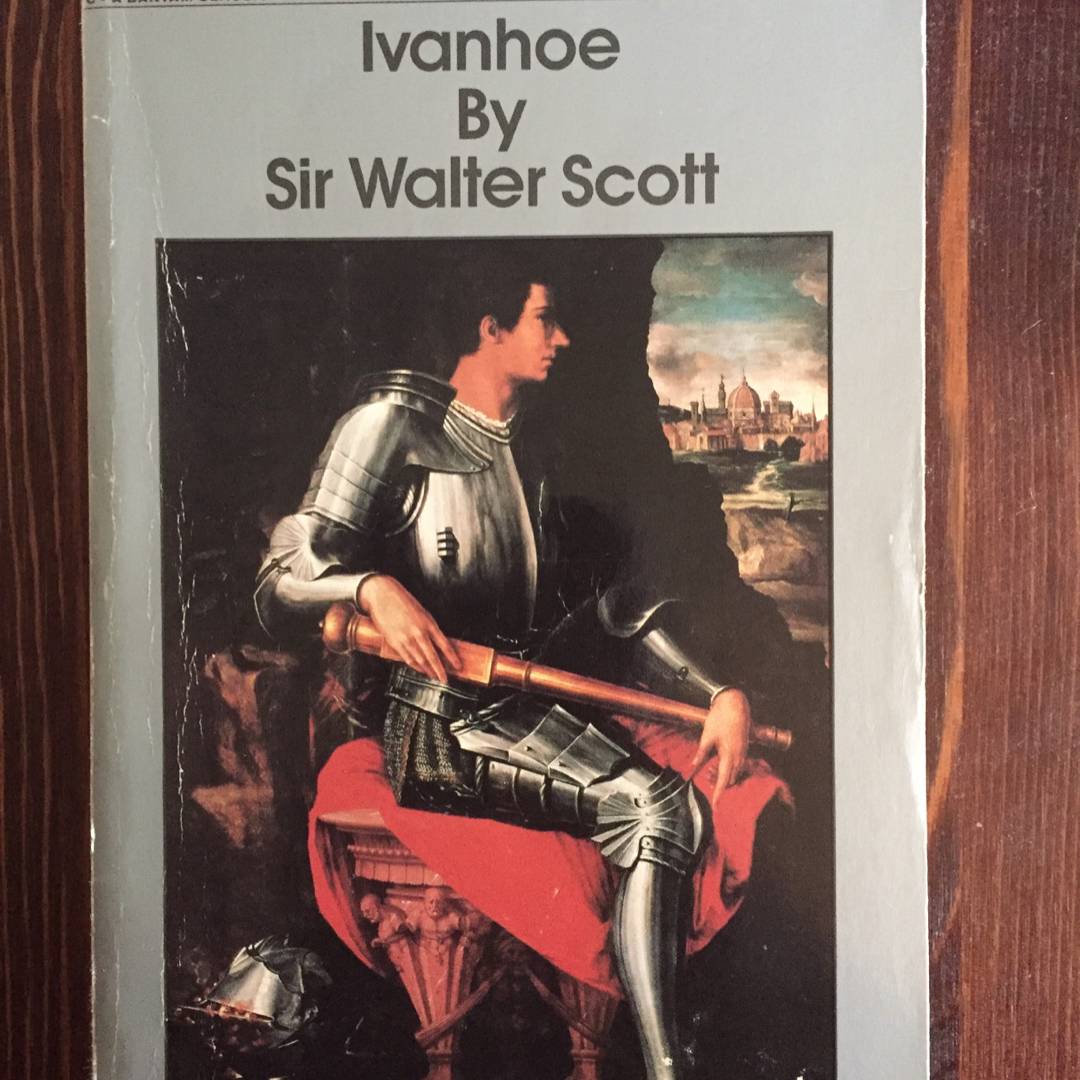 Ivanhoe
By
Sir Walter Scott